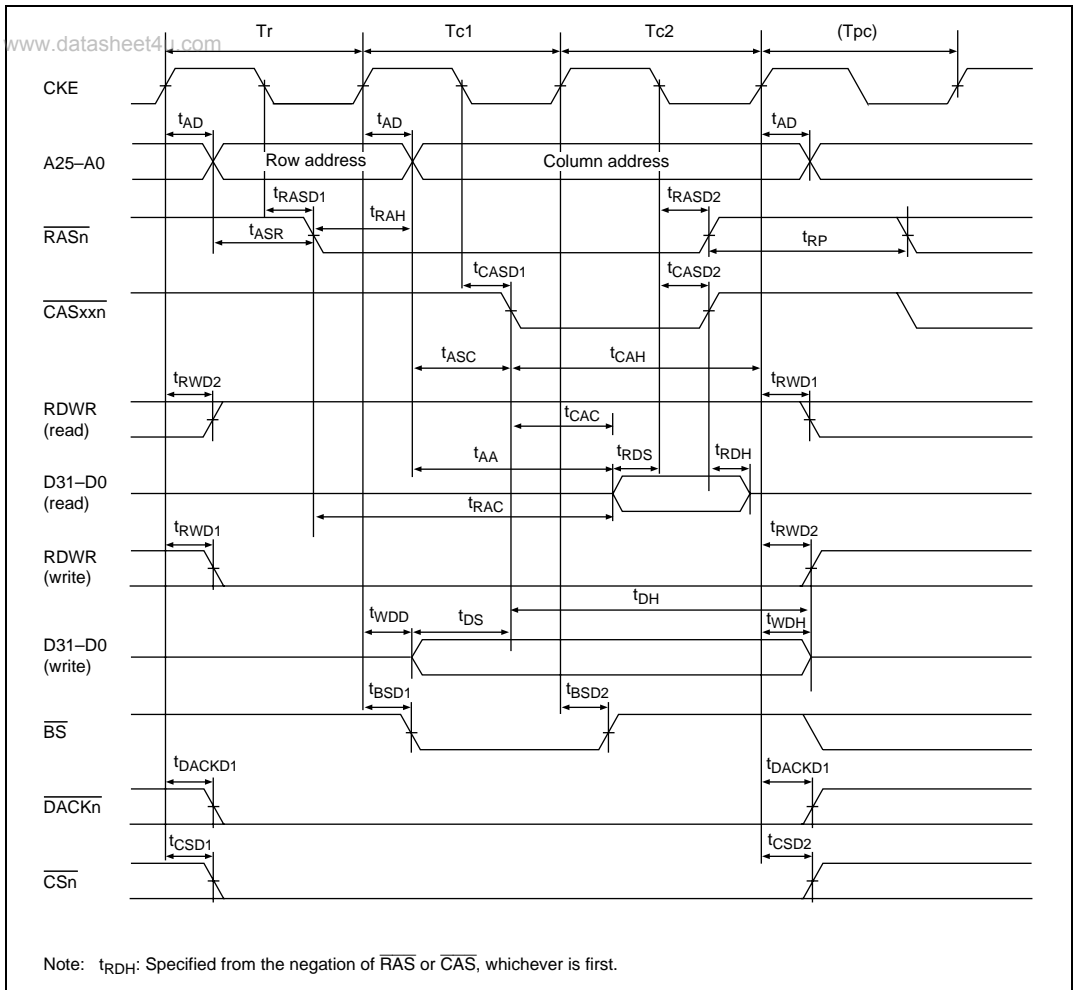 www.datasheet4u.com
Tr Tc1 Tc2 (Tpc)
CKE
tAD tAD tAD
A25–A0 Row address Column address
tRASD1 tRAH tRASD2
RASn tASR tRP
tCASD1 tCASD2
CASxxn
tASC tCAH
tRWD2 tRWD1
RDWR
(read)
tCAC
tAA tRDS tRDH
D31–D0
(read)
tRAC
tRWD1 tRWD2
RDWR
(write)
tDH
tWDD tDS tWDH
D31–D0
(write)
tBSD1 tBSD2
BS
tDACKD1 tDACKD1
DACKn
tCSD1 tCSD2
CSn
Note: tRDH: Specified from the negation of RAS or CAS, whichever is first.